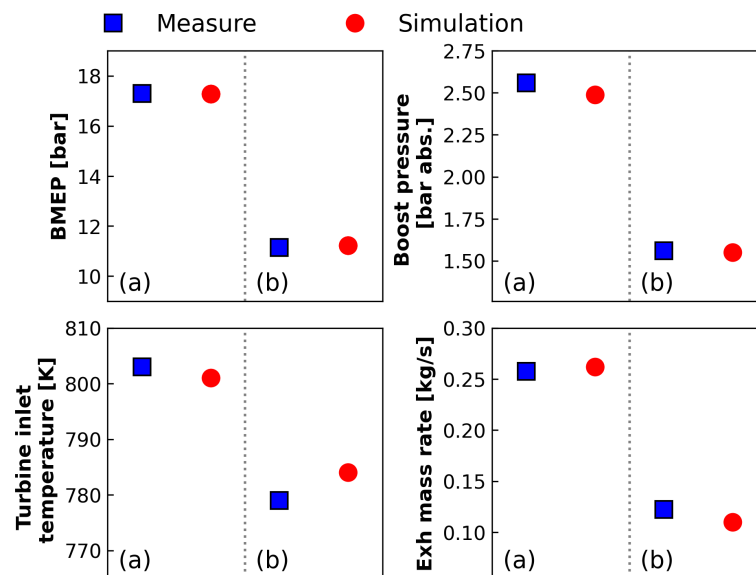 Measure Simulation
BMEP [bar]
18
16
14
12
10
(a) (b)
Boost pressure
[bar abs.]
2.75
2.50
2.25
2.00
1.75
1.50
(a) (b)
Turbine inlet
temperature [K]
810
800
790
780
770
(a) (b)
Exh mass rate [kg/s]
0.30
0.25
0.20
0.15
0.10
(a) (b)